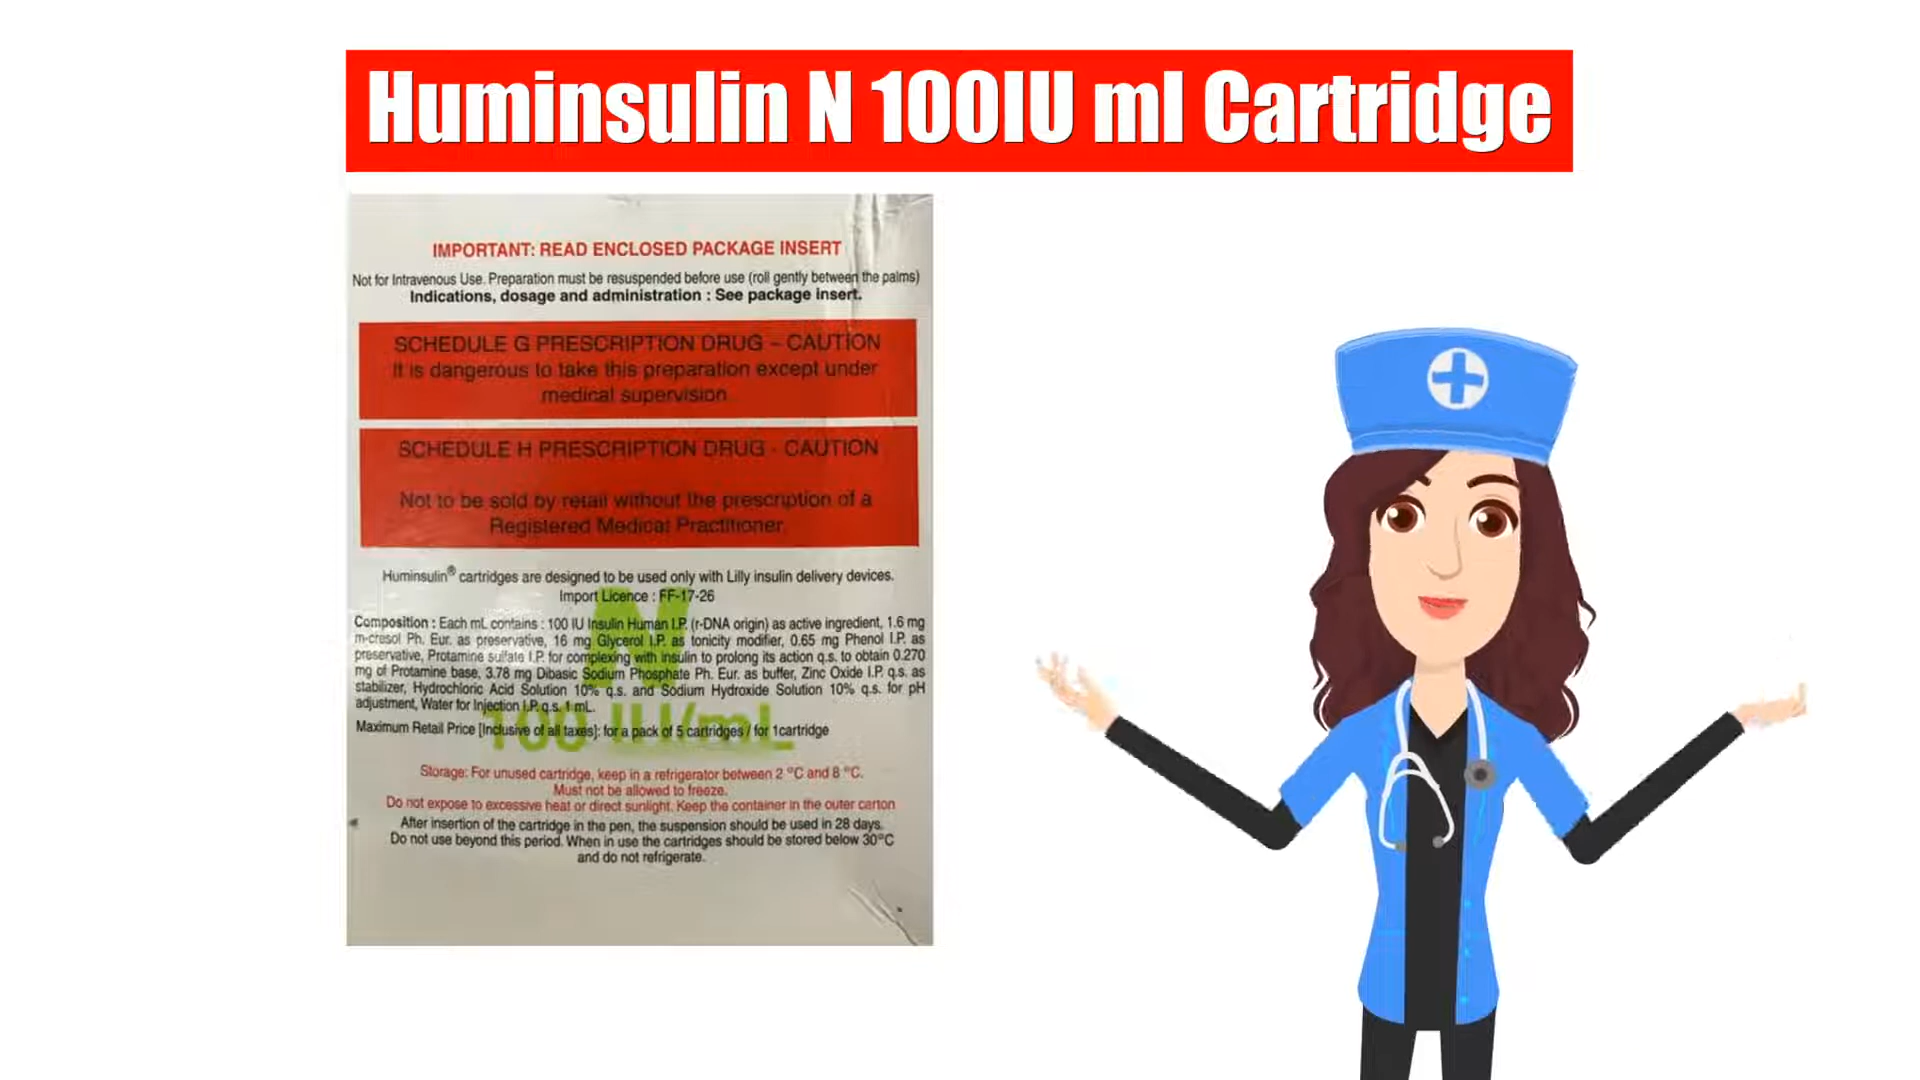 Huminsulin N 100IU ml Cartridge
IMPORTANT: READ ENCLOSED PACKAGE INSERT
Not for Intravenous Use. Preparation must be resuspended before use (roll gently between the palms)
Indications, dosage and administration : See package insert.
SCHEDULE G PRESCRIPTION DRUG – CAUTION
It is dangerous to take this preparation except under
medical supervision.
SCHEDULE H PRESCRIPTION DRUG - CAUTION
Not to be sold by retail without the prescription of a
Registered Medical Practitioner.
Huminsulin® cartridges are designed to be used only with Lilly insulin delivery devices.
Import Licence : FF-17-26
N
Composition : Each mL contains : 100 IU Insulin Human I.P. (r-DNA origin) as active ingredient, 1.6 mg
m-cresol Ph. Eur. as preservative, 16 mg Glycerol I.P. as tonicity modifier, 0.65 mg Phenol I.P. as
preservative, Protamine sulfate I.P. for complexing with insulin to prolong its action q.s. to obtain 0.270
mg of Protamine base, 3.78 mg Dibasic Sodium Phosphate Ph. Eur. as buffer, Zinc Oxide I.P. q.s. as
stabilizer, Hydrochloric Acid Solution 10% q.s. and Sodium Hydroxide Solution 10% q.s. for pH
adjustment, Water for Injection I.P. q.s. 1 mL.
100 IU/mL
Maximum Retail Price [Inclusive of all taxes]: for a pack of 5 cartridges / for 1cartridge
Storage: For unused cartridge, keep in a refrigerator between 2 °C and 8 °C.
Must not be allowed to freeze.
Do not expose to excessive heat or direct sunlight. Keep the container in the outer carton
After insertion of the cartridge in the pen, the suspension should be used in 28 days.
Do not use beyond this period. When in use the cartridges should be stored below 30°C
and do not refrigerate.